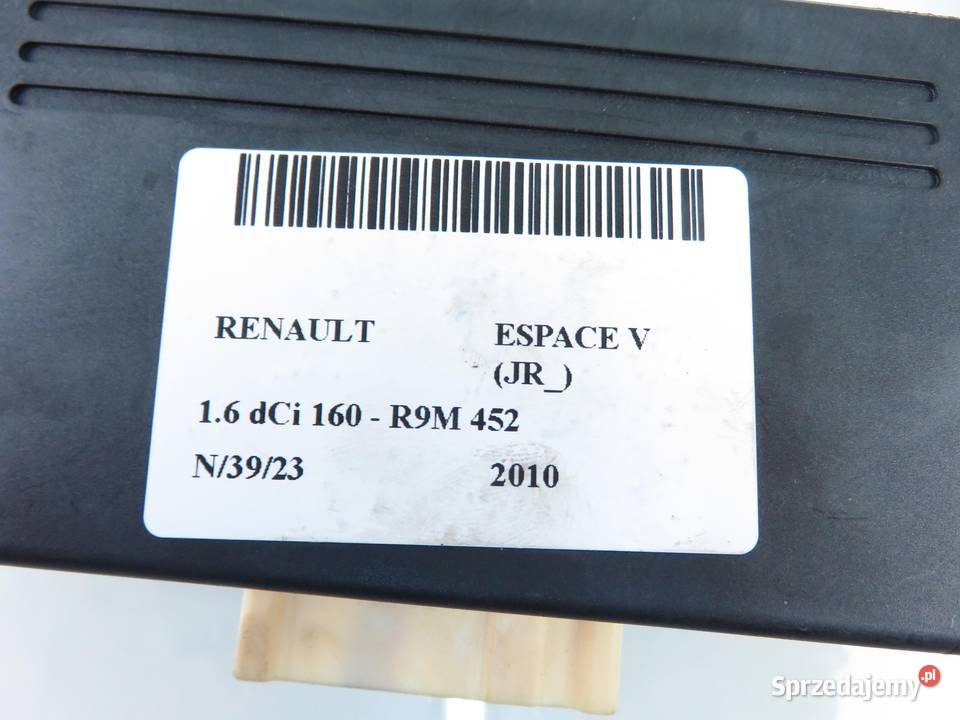 RENAULT ESPACE V
(JR_)
1.6 dCi 160 - R9M 452
N/39/23 2010
Sprzedajemy.pl